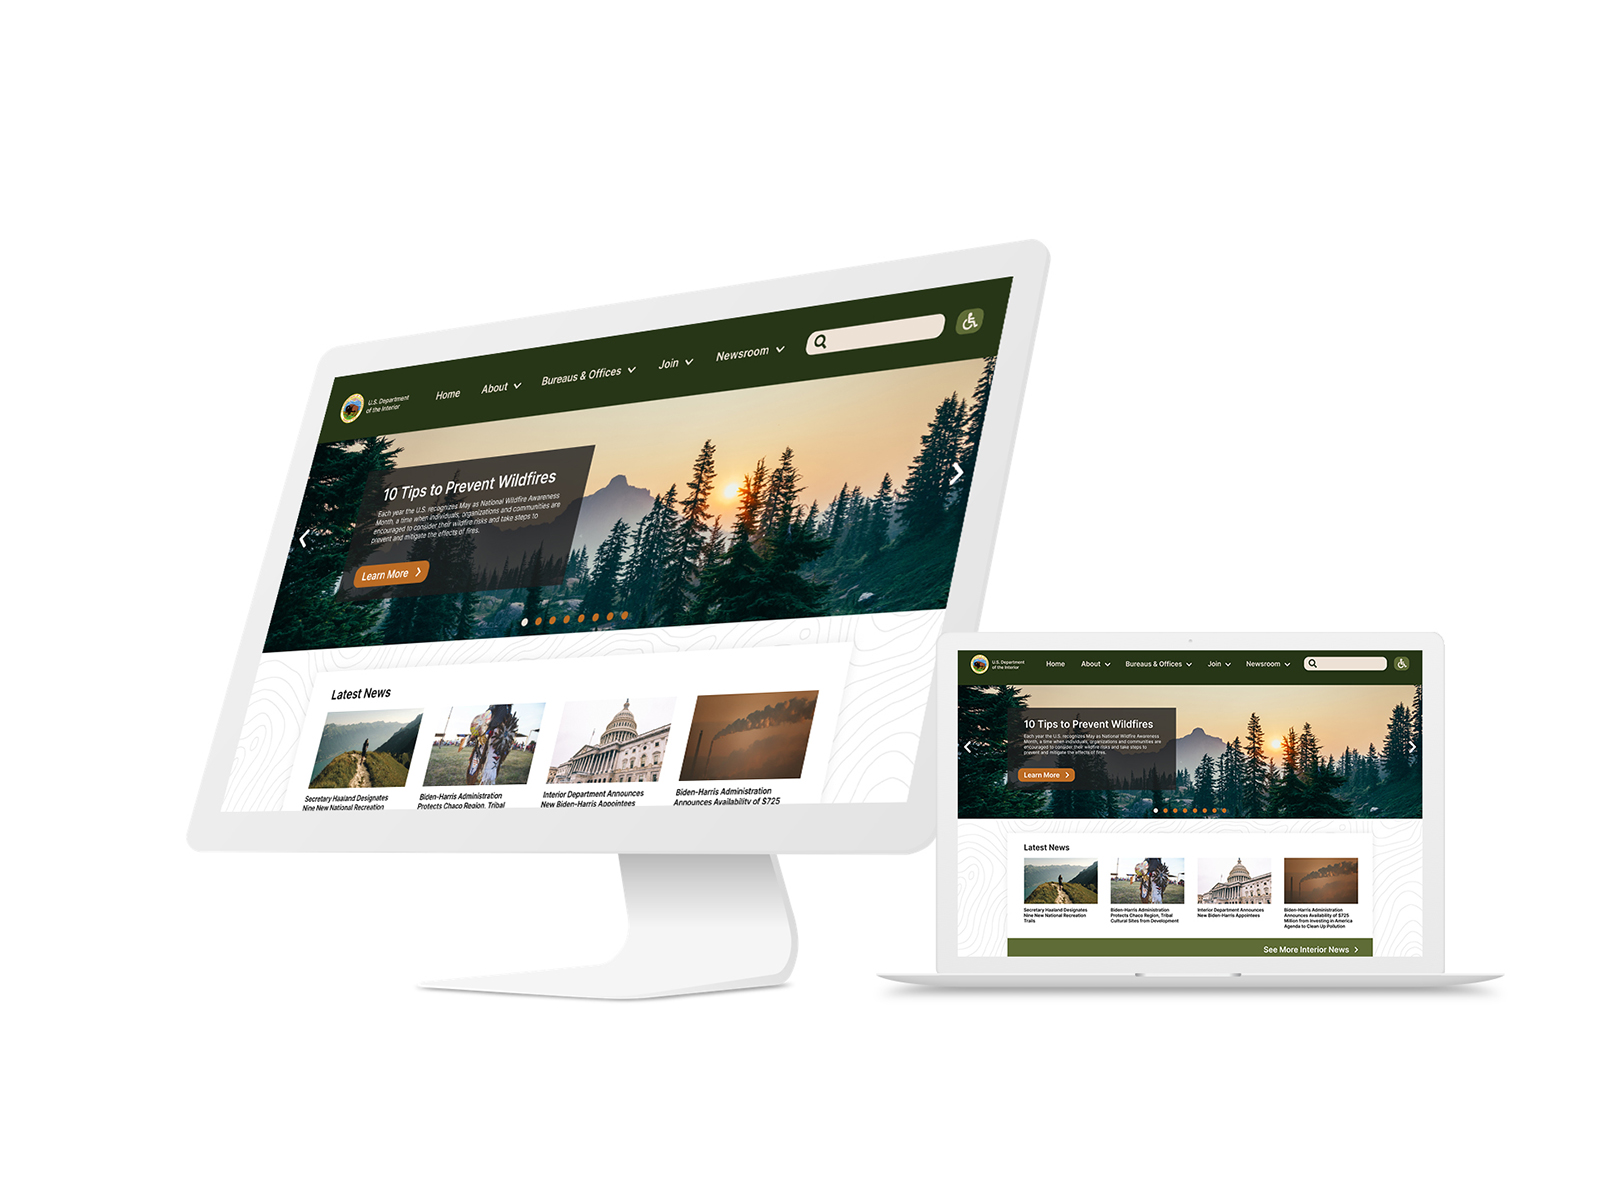 U.S. Department
of the Interior
Home
About
Bureaus & Offices
Join
Newsroom
10 Tips to Prevent Wildfires
Each year the U.S. recognizes May as National Wildfire Awareness
Month, a time when individuals, organizations and communities are
encouraged to consider their wildfire risks and take steps to
prevent and mitigate the effects of fires.
Learn More
Latest News
Secretary Haaland Designates
Nine New National Recreation
Biden-Harris Administration
Protects Chaco Region, Tribal
Interior Department Announces
New Biden-Harris Appointees
Biden-Harris Administration
Announces Availability of $725
U.S. Department
of the Interior
Home
About
Bureaus & Offices
Join
Newsroom
10 Tips to Prevent Wildfires
Each year the U.S. recognizes May as National Wildfire Awareness
Month, a time when individuals, organizations and communities are
encouraged to consider their wildfire risks and take steps to
prevent and mitigate the effects of fires.
Learn More
Latest News
Secretary Haaland Designates
Nine New National Recreation
Trails
Biden-Harris Administration
Protects Chaco Region, Tribal
Cultural Sites from Development
Interior Department Announces
New Biden-Harris Appointees
Biden-Harris Administration
Announces Availability of $725
Million from Investing in America
Agenda to Clean Up Pollution
See More Interior News